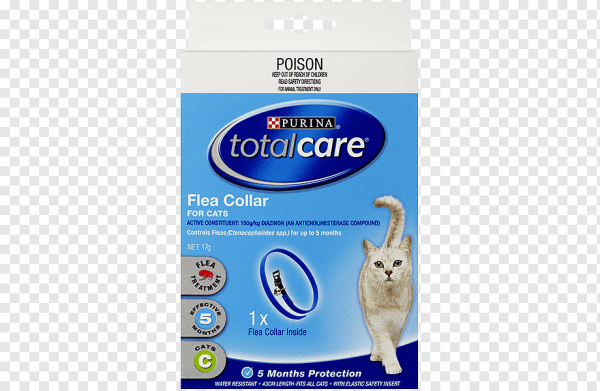 POISON
KEEP OUT OF REACH OF CHILDREN
READ SAFETY DIRECTIONS
FOR ANIMAL TREATMENT ONLY
PURINA®
totalcare®
Flea Collar
FOR CATS
ACTIVE CONSTITUENT: 150g/kg DIAZINON (AN ANTICHOLINESTERASE COMPOUND)
Controls Fleas (Ctenocephalides spp.) for up to 5 months
NET 17g
FLEA
TREATMENT
EFFECTIVE
5
MONTHS
1x
Flea Collar Inside
CATS
C
5 Months Protection
WATER RESISTANT • 43CM LENGTH-FITS ALL CATS • WITH ELASTIC SAFETY INSERT